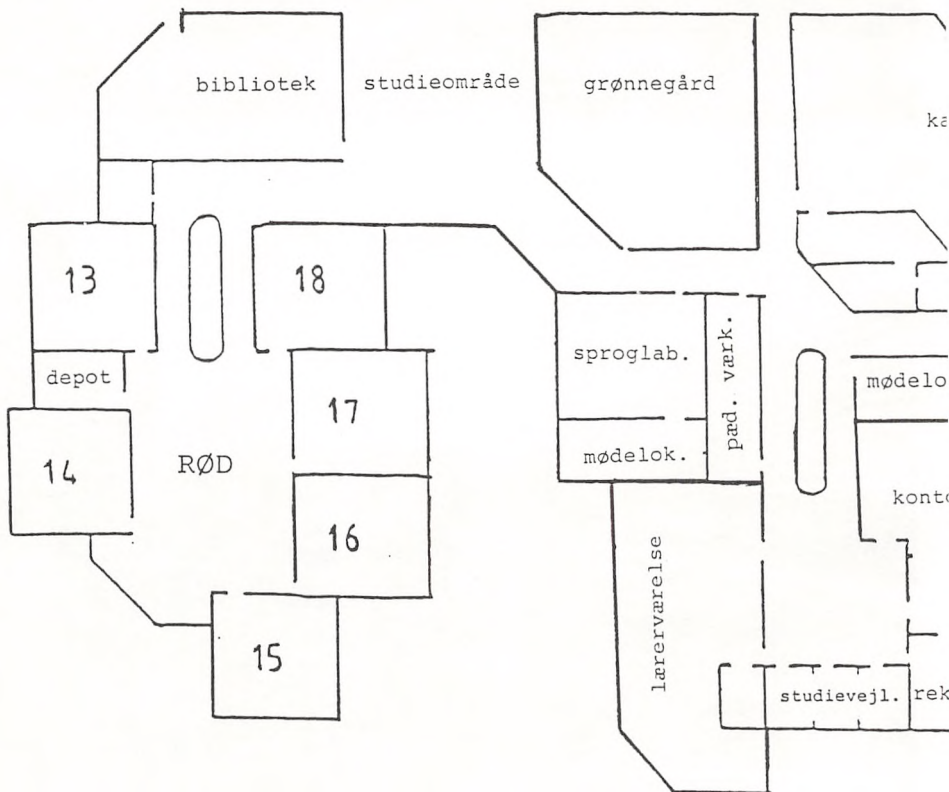 bibliotek
studieområde
grønnegård
13
18
sproglab.
pæd. værk.
depot
17
mødelok.
14
RØD
16
lærerværelse
15
studievejl.